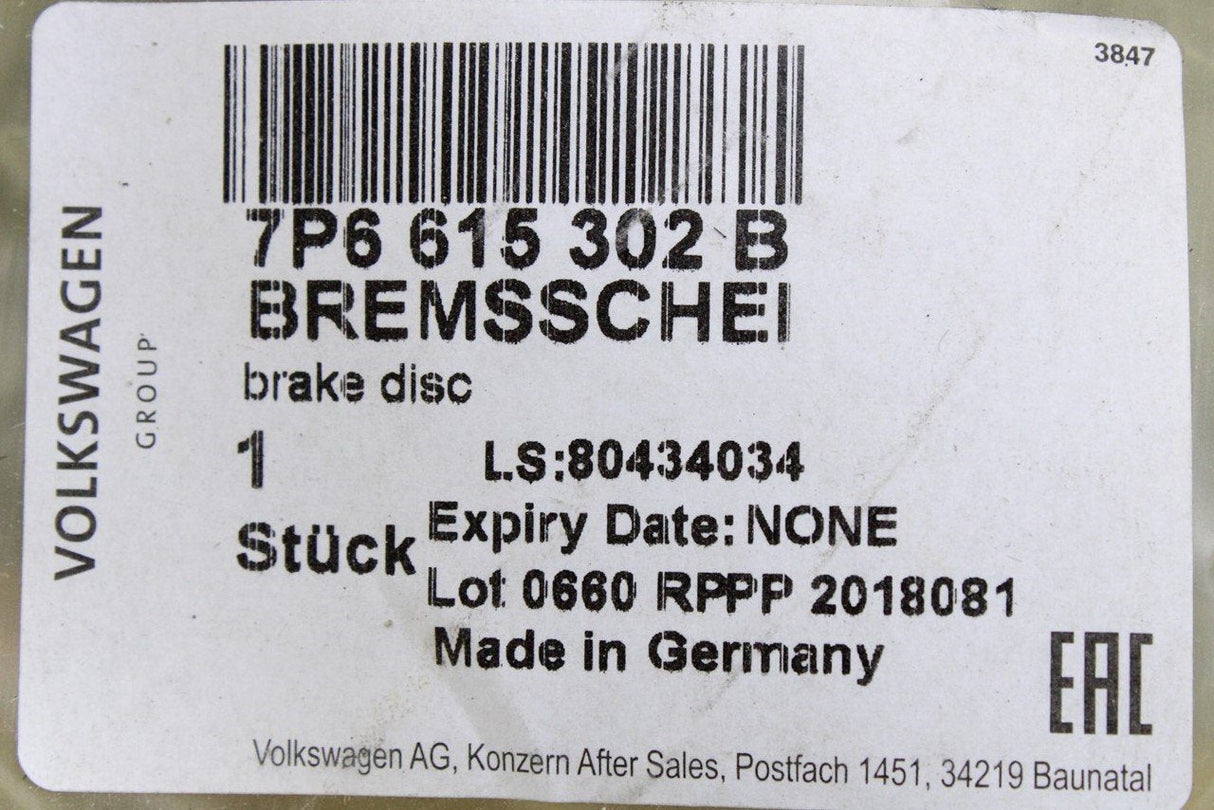 3847
VOLKSWAGEN
GROUP
7P6 615 302 B
BREMSSCHEI
brake disc
1
LS:80434034
Stück
Expiry Date: NONE
Lot 0660 RPPP 2018081
Made in Germany
EAC
Volkswagen AG, Konzern After Sales, Postfach 1451, 34219 Baunatal